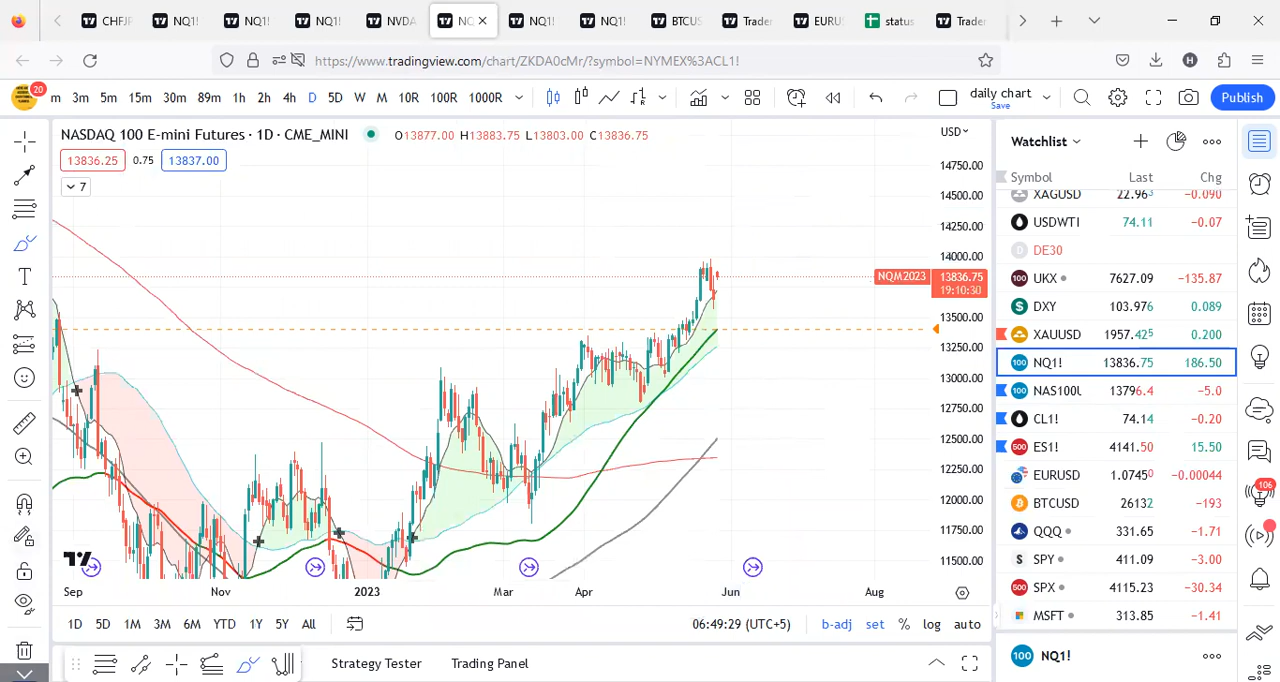 CHFJP
NQ1!
NQ1!
NQ1!
NVDA
NQ
NQ1!
NQ1!
BTCUS
Trader
EURU
status
Trader
https://www.tradingview.com/chart/ZKDA0cMr/?symbol=NYMEX%3ACL1!
H
20
m 3m 5m 15m 30m 89m 1h 2h 4h D 5D W M 10R 100R 1000R
daily chart
Save
Publish
NASDAQ 100 E-mini Futures · 1D · CME_MINI
O13877.00 H13883.75 L13803.00 C13836.75
USD
13836.25 0.75 13837.00
7
14750.00
14500.00
14250.00
14000.00
NQM2023 13836.75
19:10:30
13500.00
13250.00
13000.00
12750.00
12500.00
12250.00
12000.00
11750.00
11500.00
Sep Nov 2023 Mar Apr Jun Aug
1D 5D 1M 3M 6M YTD 1Y 5Y All
06:49:29 (UTC+5)
b-adj set % log auto
Strategy Tester
Trading Panel
Watchlist
Symbol Last Chg
XAGUSD 22.963 −0.090
USDWTI 74.11 −0.07
D DE30
100 UKX 7627.09 −135.87
$ DXY 103.976 0.089
XAUUSD 1957.425 0.200
100 NQ1! 13836.75 186.50
100 NAS100U 13796.4 −5.0
CL1! 74.14 −0.20
500 ES1! 4141.50 15.50
EURUSD 1.07450 −0.00044
BTCUSD 26132 −193
QQQ 331.65 −1.71
S SPY 411.09 −3.00
500 SPX 4115.23 −30.34
MSFT 313.85 −1.41
100 NQ1!
106